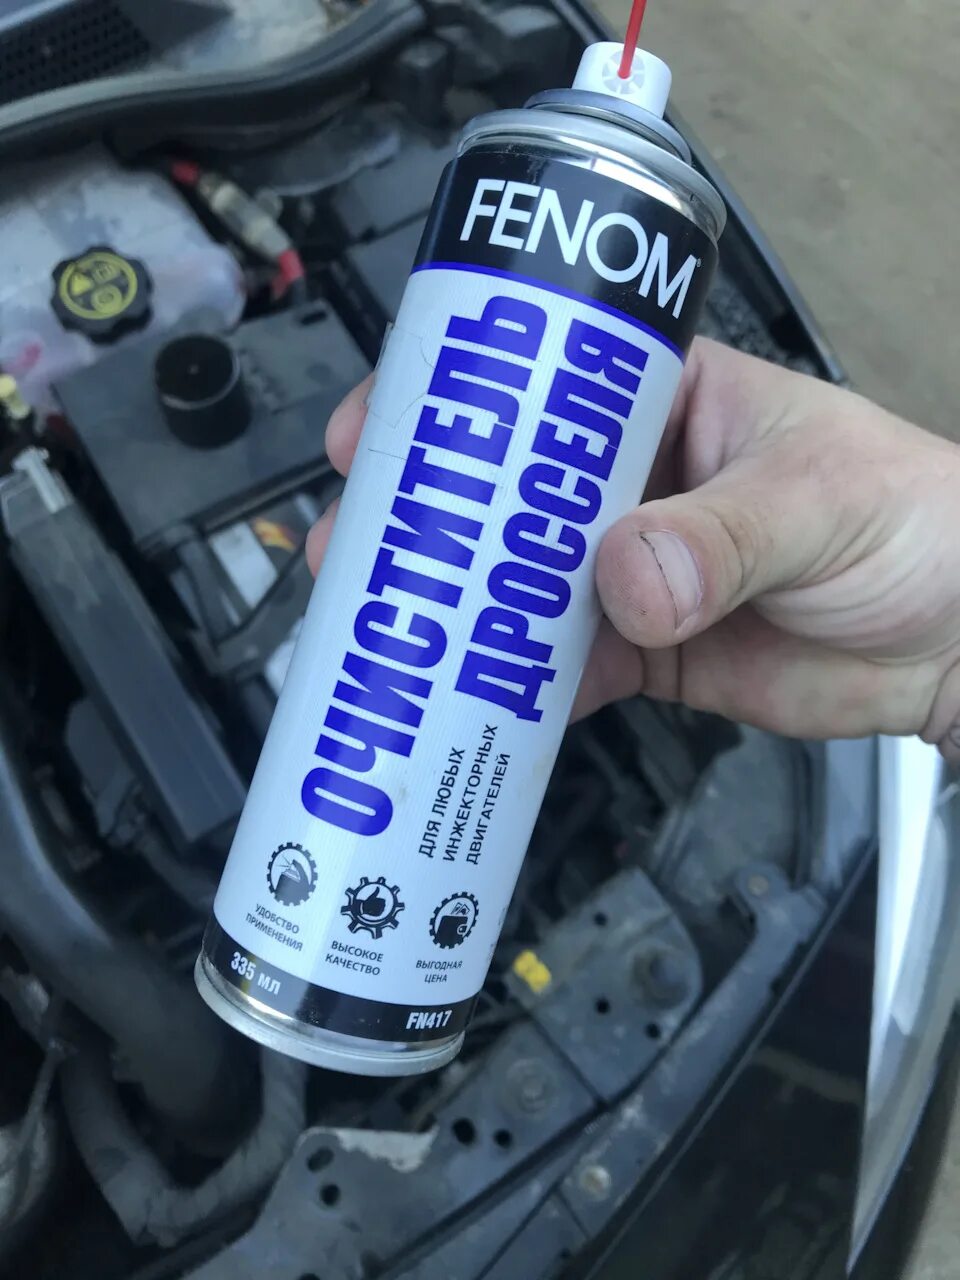 FENOM
ОЧИСТИТЕЛЬ
ДРОССЕЛЯ
ДЛЯ ЛЮБЫХ
ИНЖЕКТОРНЫХ
ДВИГАТЕЛЕЙ
УДОБСТВО
ПРИМЕНЕНИЯ
ВЫСОКОЕ
КАЧЕСТВО
ВЫГОДНАЯ
ЦЕНА
335 МЛ
FN417